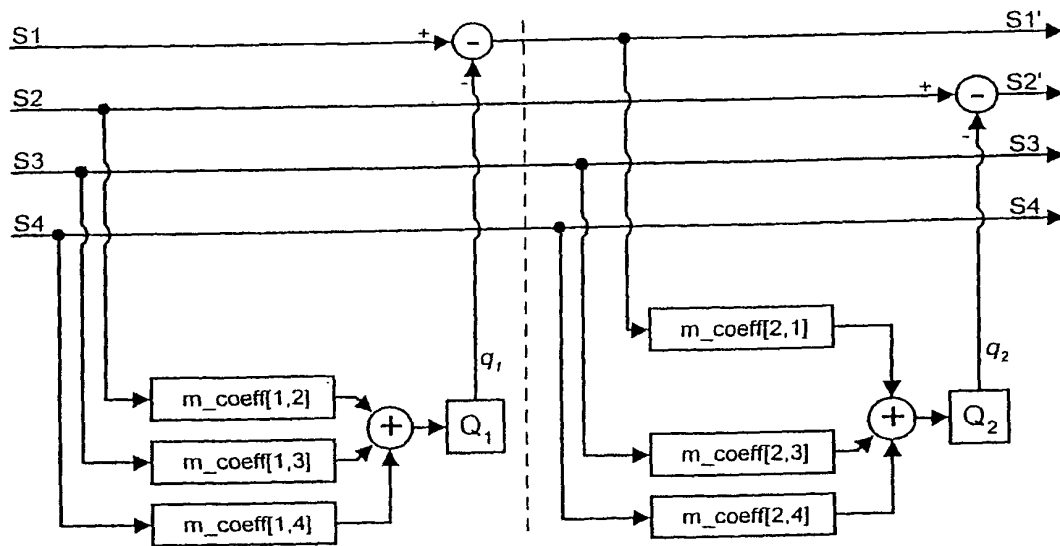 S1
+
-
S1'
S2
-
+
-
S2'
S3
-
S3
S4
S4
m_coeff[2,1]
q1
q2
m_coeff[1,2]
+
Q1
+
Q2
m_coeff[1,3]
m_coeff[2,3]
m_coeff[1,4]
m_coeff[2,4]